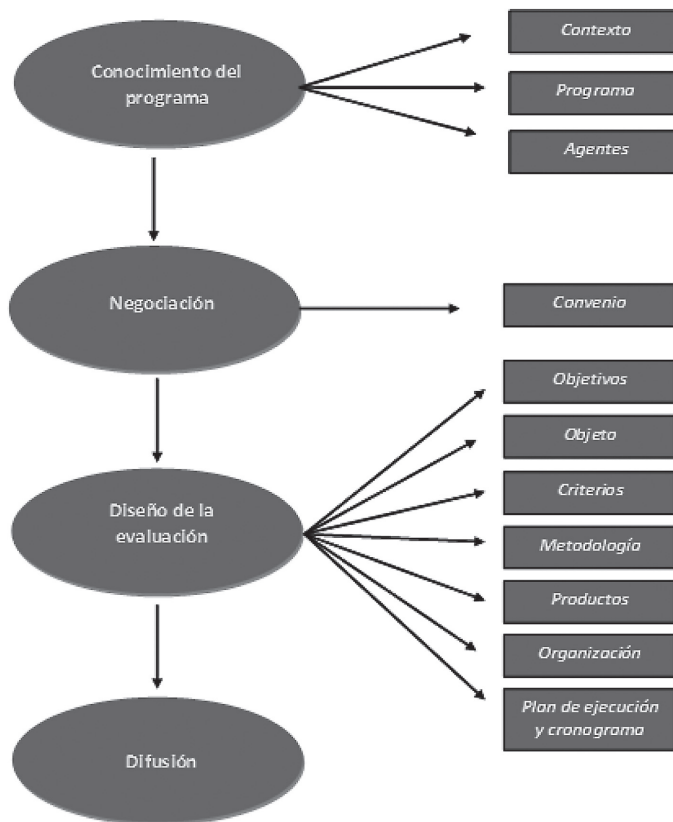 Conocimiento del
programa
Contexto
Programa
Agentes
Negociación
Convenio
Diseño de la
evaluación
Objetivos
Objeto
Criterios
Metodología
Productos
Organización
Plan de ejecución
y cronograma
Difusión